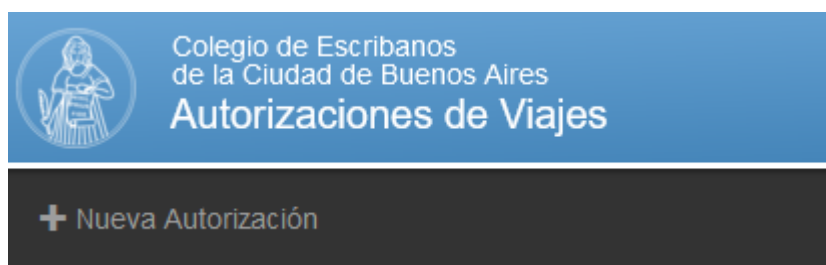 Colegio de Escribanos
de la Ciudad de Buenos Aires
Autorizaciones de Viajes
+ Nueva Autorización